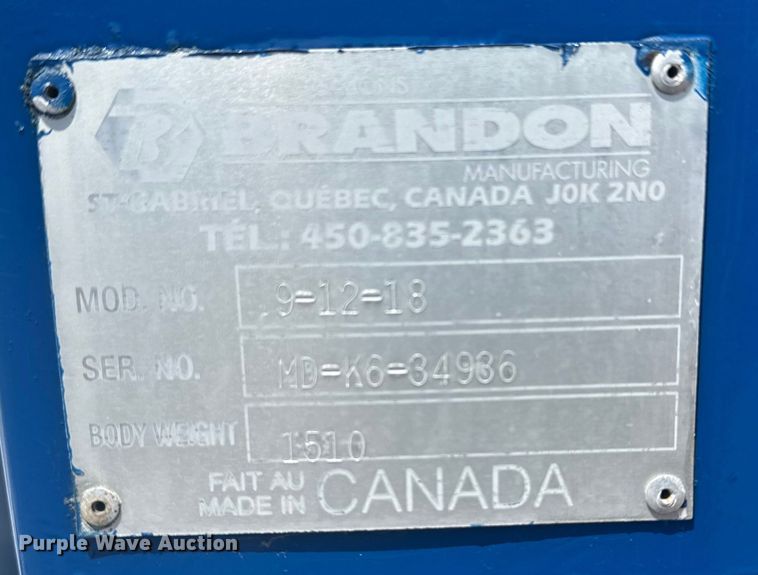 B BRANDON
MANUFACTURING
ST-GABRIEL, QUÉBEC, CANADA J0K 2N0
TÉL.: 450-835-2363
MOD. NO. 9-12-18
SER. NO. MD-K6-34936
BODY WEIGHT 1510
FAIT AU
MADE IN CANADA
Purple Wave Auction